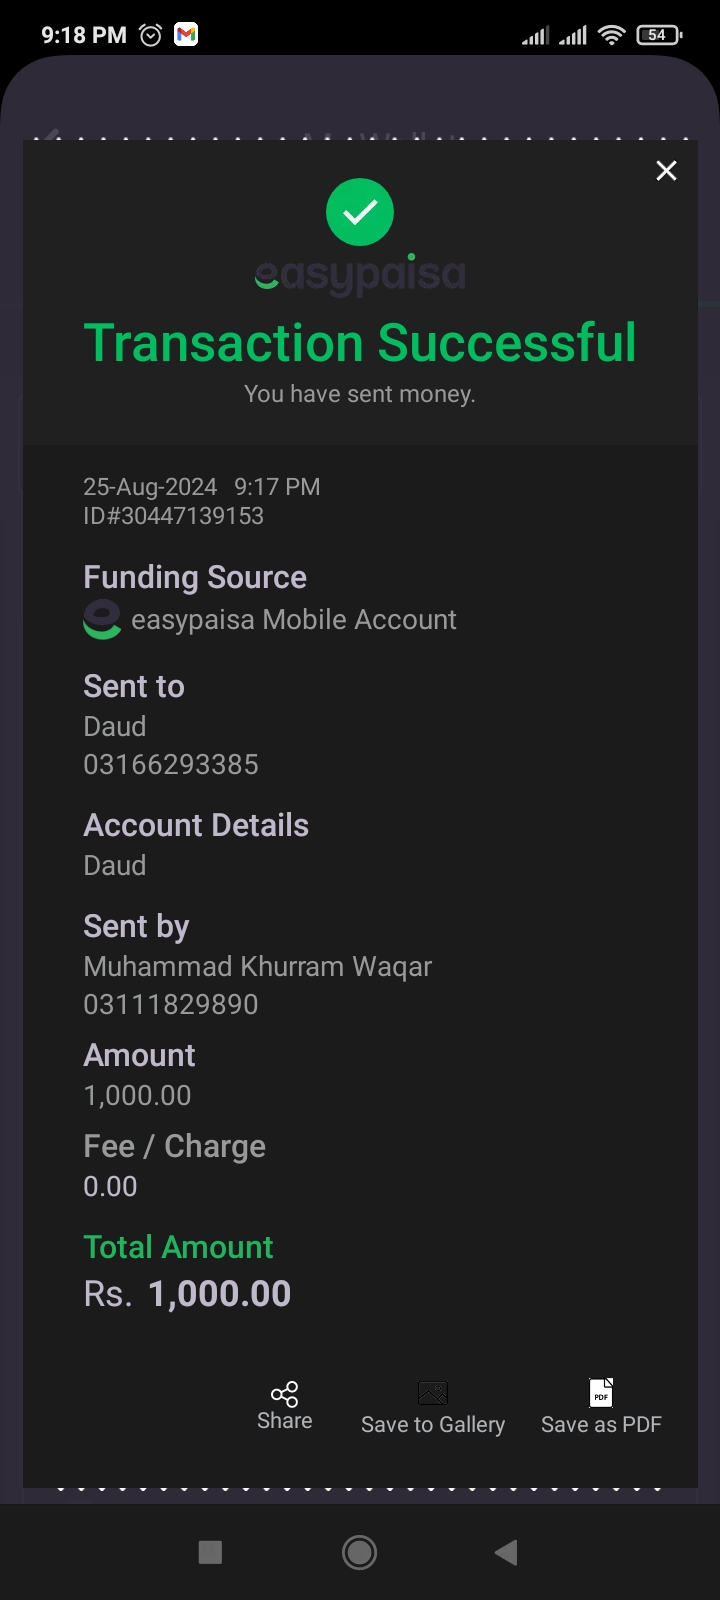 9:18 PM
54
easypaisa
Transaction Successful
You have sent money.
25-Aug-2024 9:17 PM
ID#30447139153
Funding Source
easypaisa Mobile Account
Sent to
Daud
03166293385
Account Details
Daud
Sent by
Muhammad Khurram Waqar
03111829890
Amount
1,000.00
Fee / Charge
0.00
Total Amount
Rs. 1,000.00
Share
Save to Gallery
PDF
Save as PDF